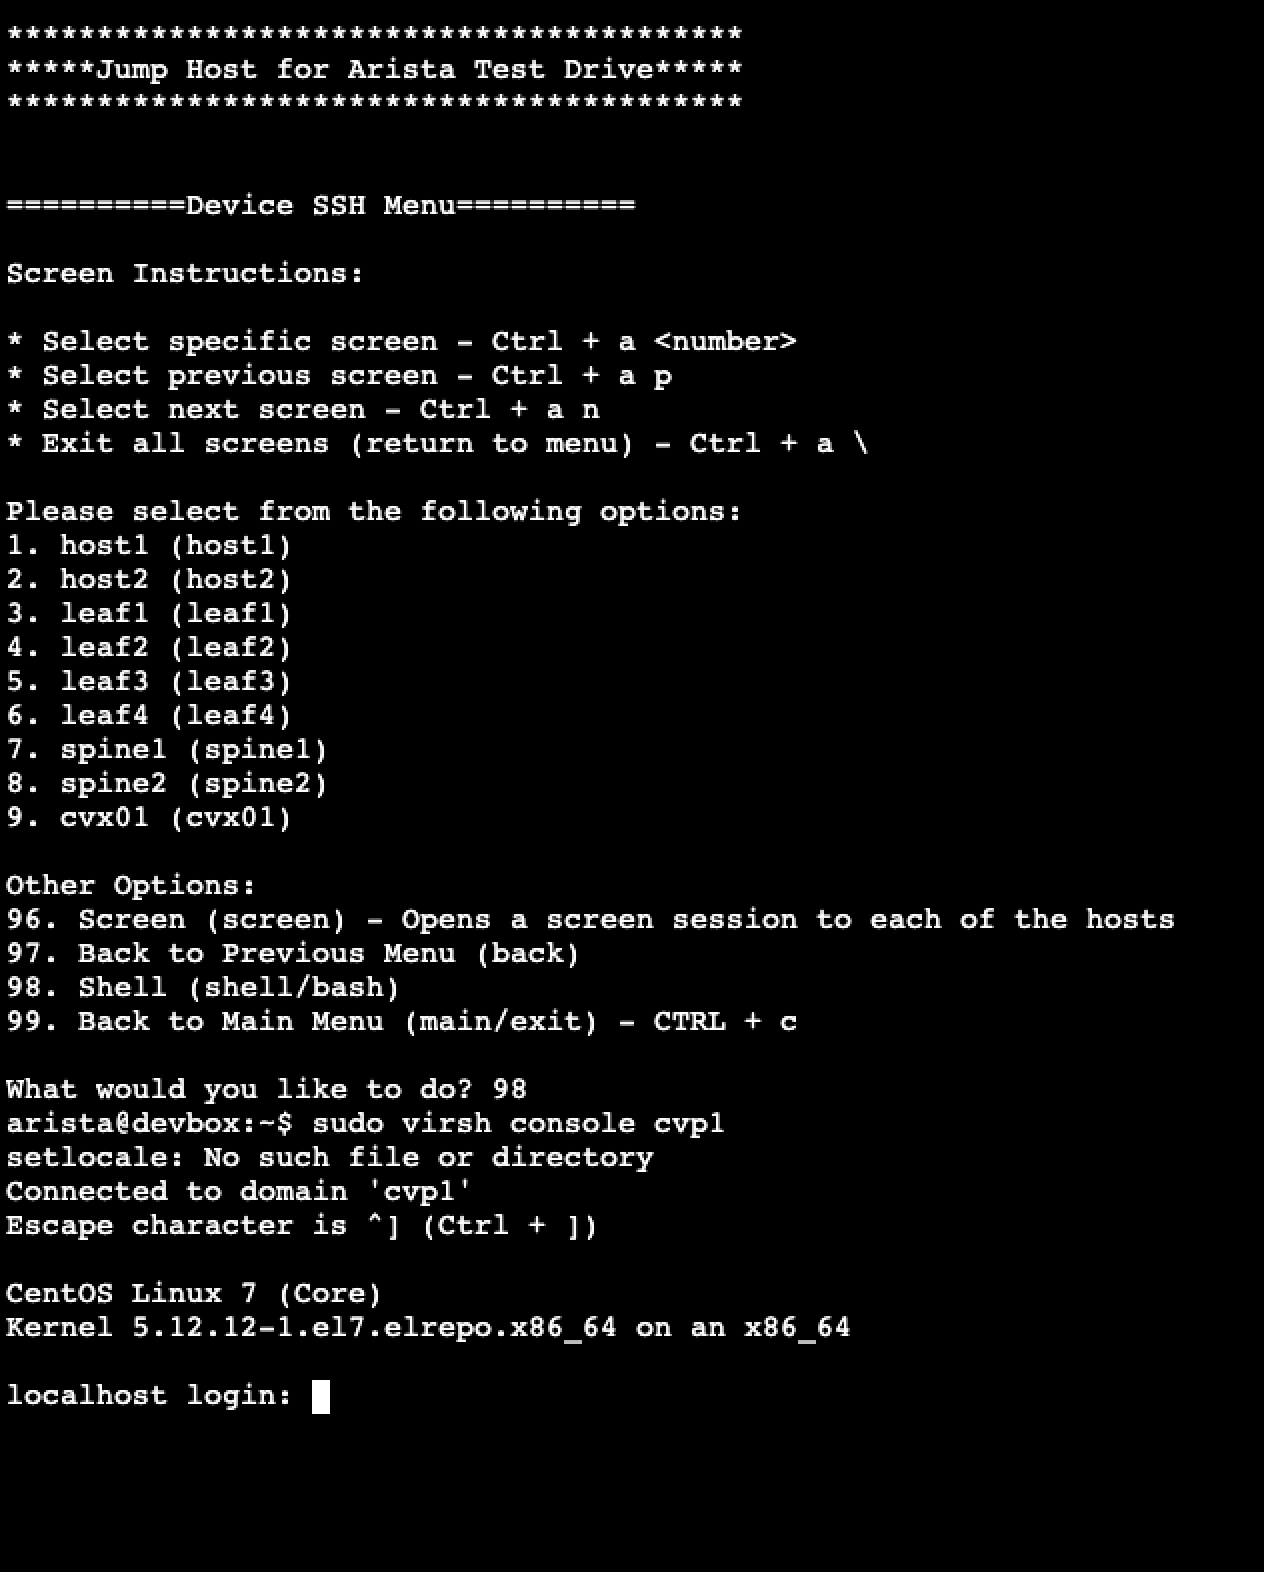 *****************************************
*****Jump Host for Arista Test Drive*****
*****************************************
==========Device SSH Menu==========
Screen Instructions:
* Select specific screen - Ctrl + a <number>
* Select previous screen - Ctrl + a p
* Select next screen - Ctrl + a n
* Exit all screens (return to menu) - Ctrl + a \
Please select from the following options:
1. host1 (host1)
2. host2 (host2)
3. leaf1 (leaf1)
4. leaf2 (leaf2)
5. leaf3 (leaf3)
6. leaf4 (leaf4)
7. spine1 (spine1)
8. spine2 (spine2)
9. cvx01 (cvx01)
Other Options:
96. Screen (screen) - Opens a screen session to each of the hosts
97. Back to Previous Menu (back)
98. Shell (shell/bash)
99. Back to Main Menu (main/exit) - CTRL + c
What would you like to do? 98
arista@devbox:~$ sudo virsh console cvp1
setlocale: No such file or directory
Connected to domain 'cvp1'
Escape character is ^] (Ctrl + ])
CentOS Linux 7 (Core)
Kernel 5.12.12-1.el7.elrepo.x86_64 on an x86_64
localhost login: